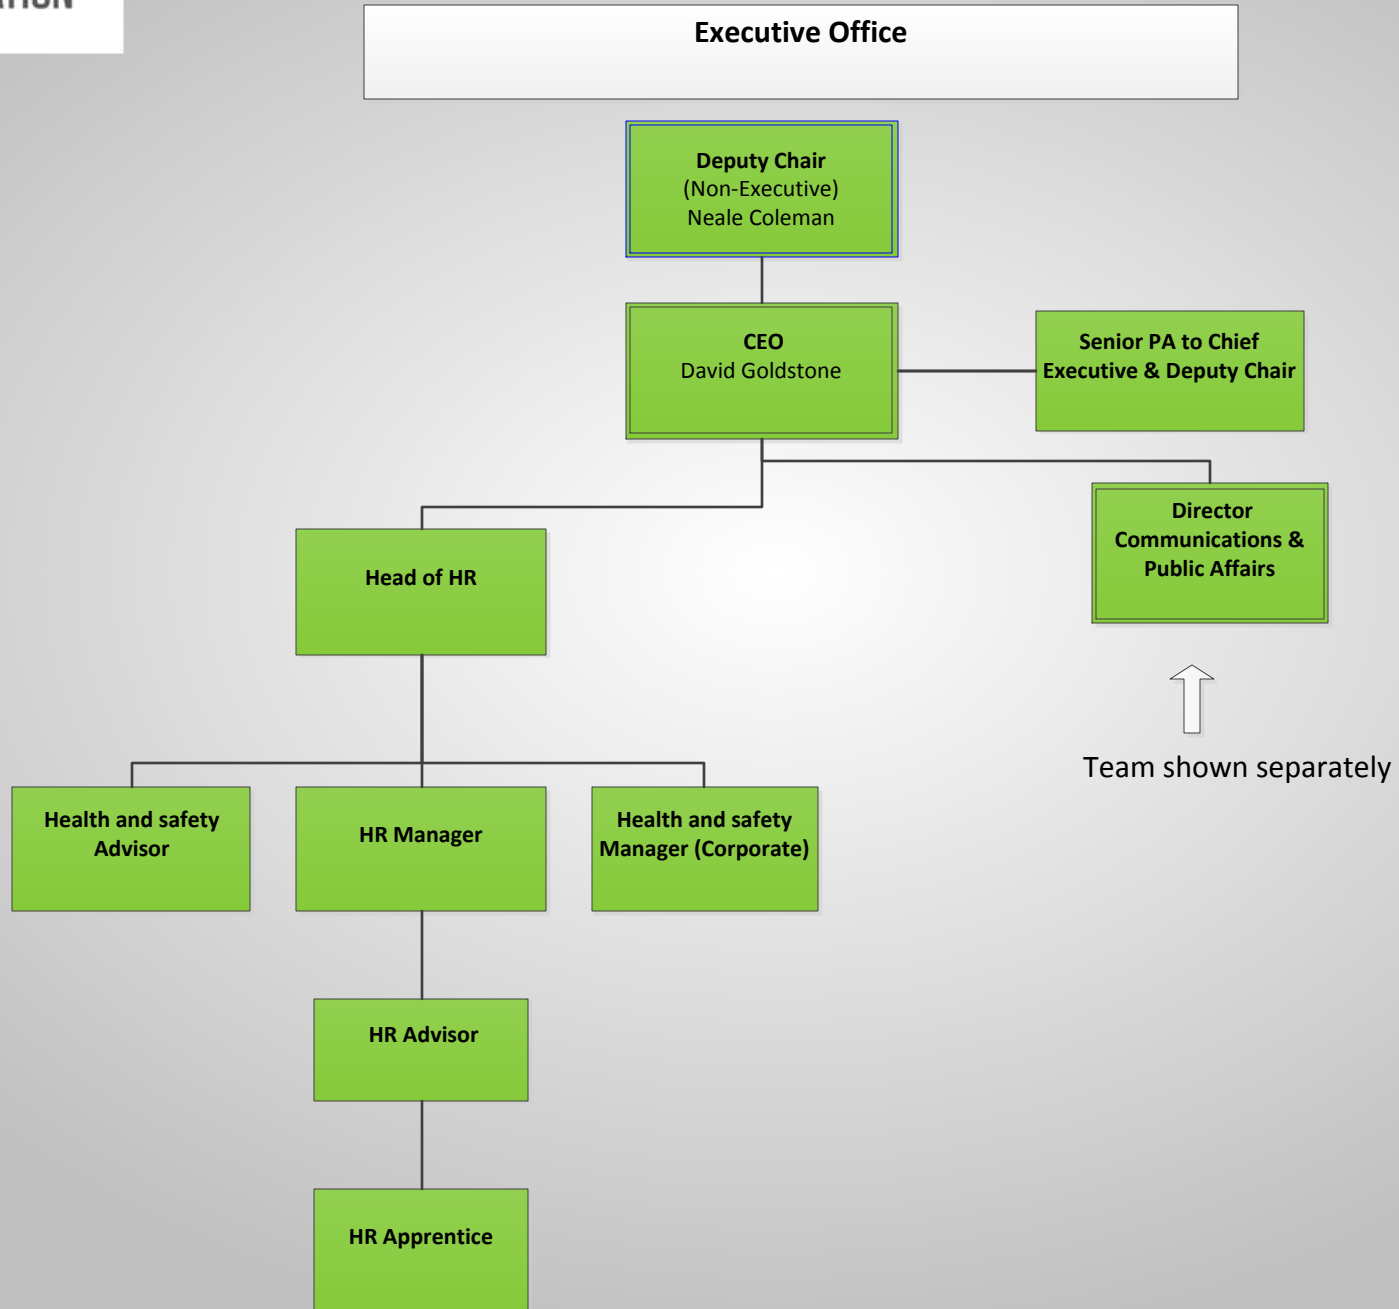 Executive Office
Deputy Chair
(Non-Executive)
Neale Coleman
CEO
David Goldstone
Senior PA to Chief
Executive & Deputy Chair
Director
Communications &
Public Affairs
Head of HR
Team shown separately
Health and safety
Advisor
HR Manager
Health and safety
Manager (Corporate)
HR Advisor
HR Apprentice